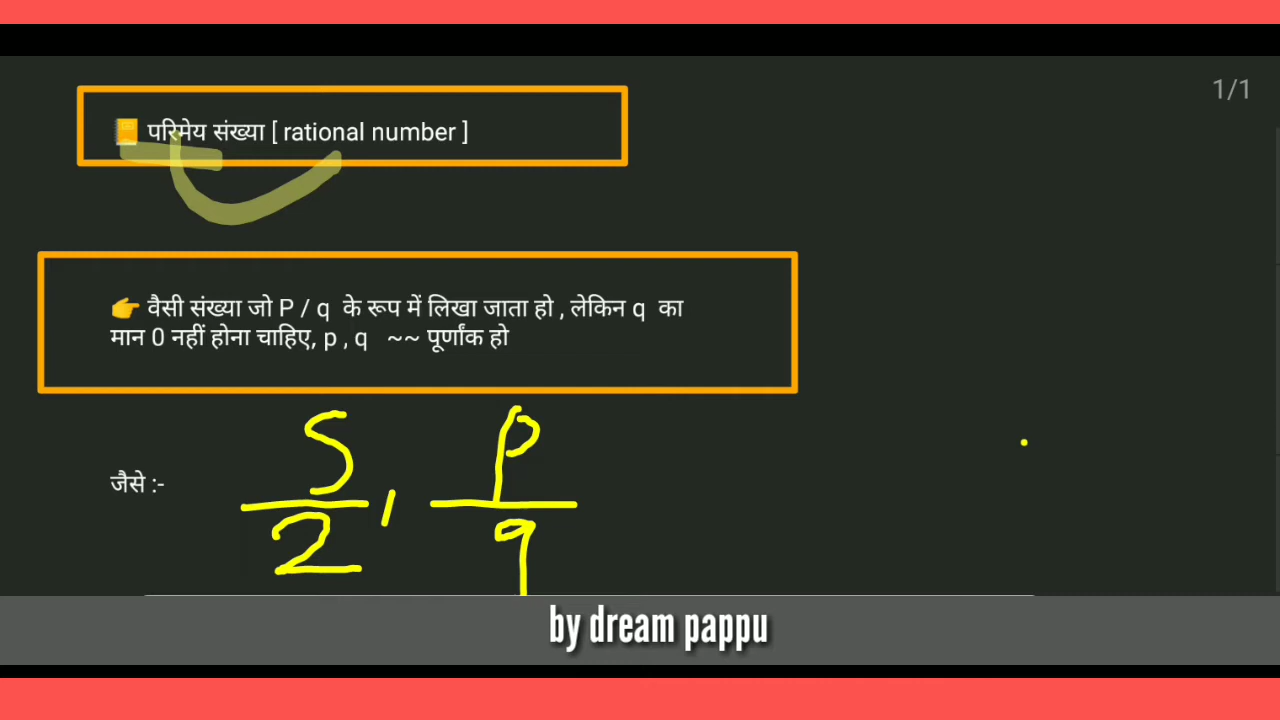 1/1
📒 परिमेय संख्या [ rational number ]
👉 वैसी संख्या जो P / q के रूप में लिखा जाता हो , लेकिन q का
मान 0 नहीं होना चाहिए, p , q ~~ पूर्णांक हो
जैसे :- 5/2 , p/q
by dream pappu